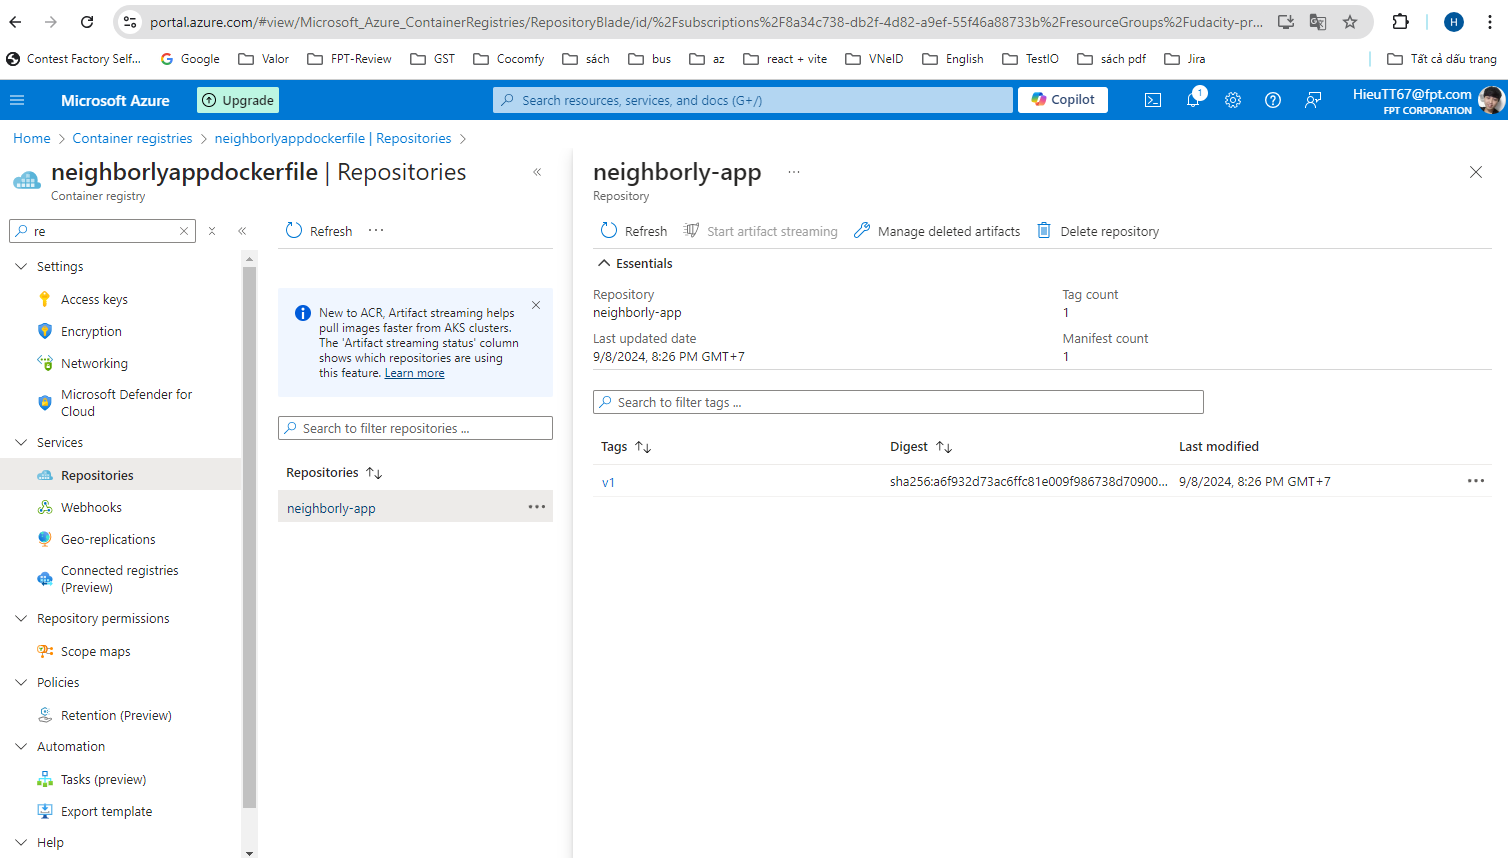 portal.azure.com/#view/Microsoft_Azure_ContainerRegistries/RepositoryBlade/id/%2Fsubscriptions%2F8a34c738-db2f-4d82-a9ef-55f46a88733b%2FresourceGroups%2Fudacity-pr...
H
Contest Factory Self...
Google
Valor
FPT-Review
GST
Cocomfy
sách
bus
az
react + vite
VNeID
English
TestIO
sách pdf
Jira
Tất cả dấu trang
Microsoft Azure
Upgrade
Search resources, services, and docs (G+/)
Copilot
1
HieuTT67@fpt.com
FPT CORPORATION
Home > Container registries > neighborlyappdockerfile | Repositories >
neighborlyappdockerfile | Repositories
Container registry
re
Settings
Access keys
Encryption
Networking
Microsoft Defender for
Cloud
Services
Repositories
Webhooks
Geo-replications
Connected registries
(Preview)
Repository permissions
Scope maps
Policies
Retention (Preview)
Automation
Tasks (preview)
Export template
Help
Refresh
New to ACR, Artifact streaming helps
pull images faster from AKS clusters.
The 'Artifact streaming status' column
shows which repositories are using
this feature. Learn more
Search to filter repositories ...
Repositories
neighborly-app
neighborly-app
Repository
Refresh
Start artifact streaming
Manage deleted artifacts
Delete repository
Essentials
Repository
neighborly-app
Tag count
1
Last updated date
9/8/2024, 8:26 PM GMT+7
Manifest count
1
Search to filter tags ...
Tags
Digest
Last modified
v1
sha256:a6f932d73ac6ffc81e009f986738d70900...
9/8/2024, 8:26 PM GMT+7